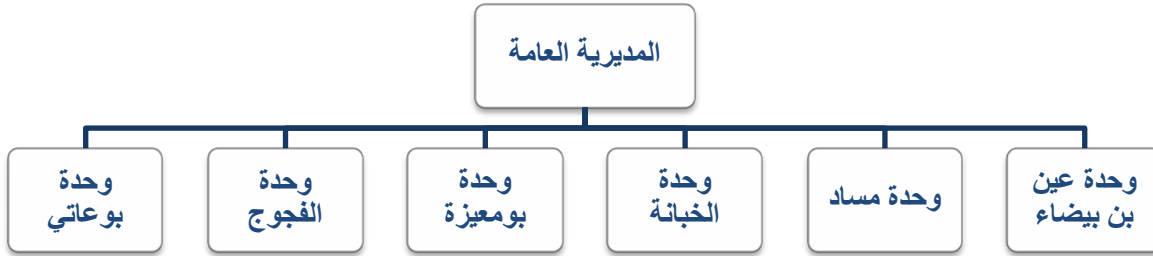 المديرية العامة
وحدة عين
بن بيضاء
وحدة مساد
وحدة
الخبانة
وحدة
بومعيزة
وحدة
الفجوج
وحدة
بوعاتي